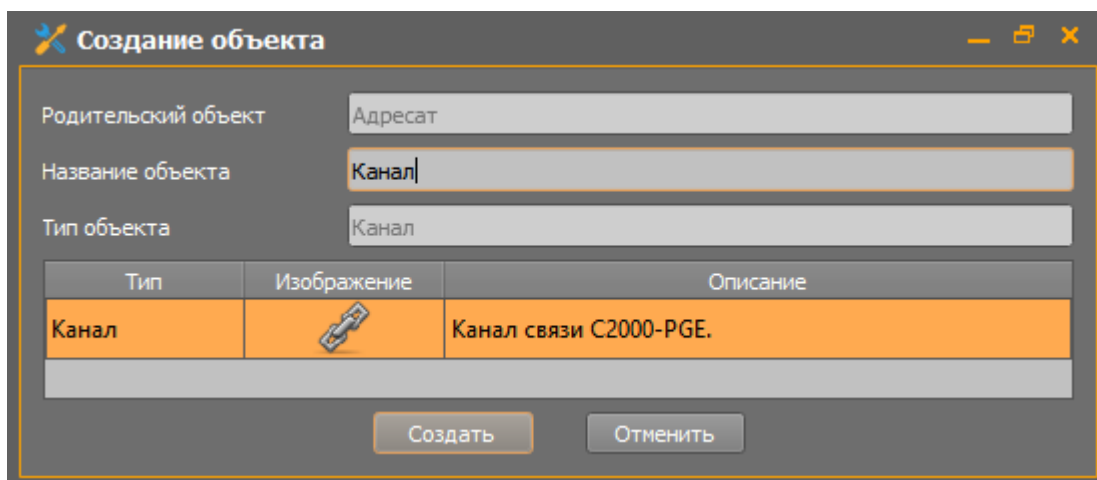 Создание объекта
Родительский объект Адресат
Название объекта Канал
Тип объекта Канал
Тип Изображение Описание
Канал Канал связи С2000-PGE.
Создать Отменить